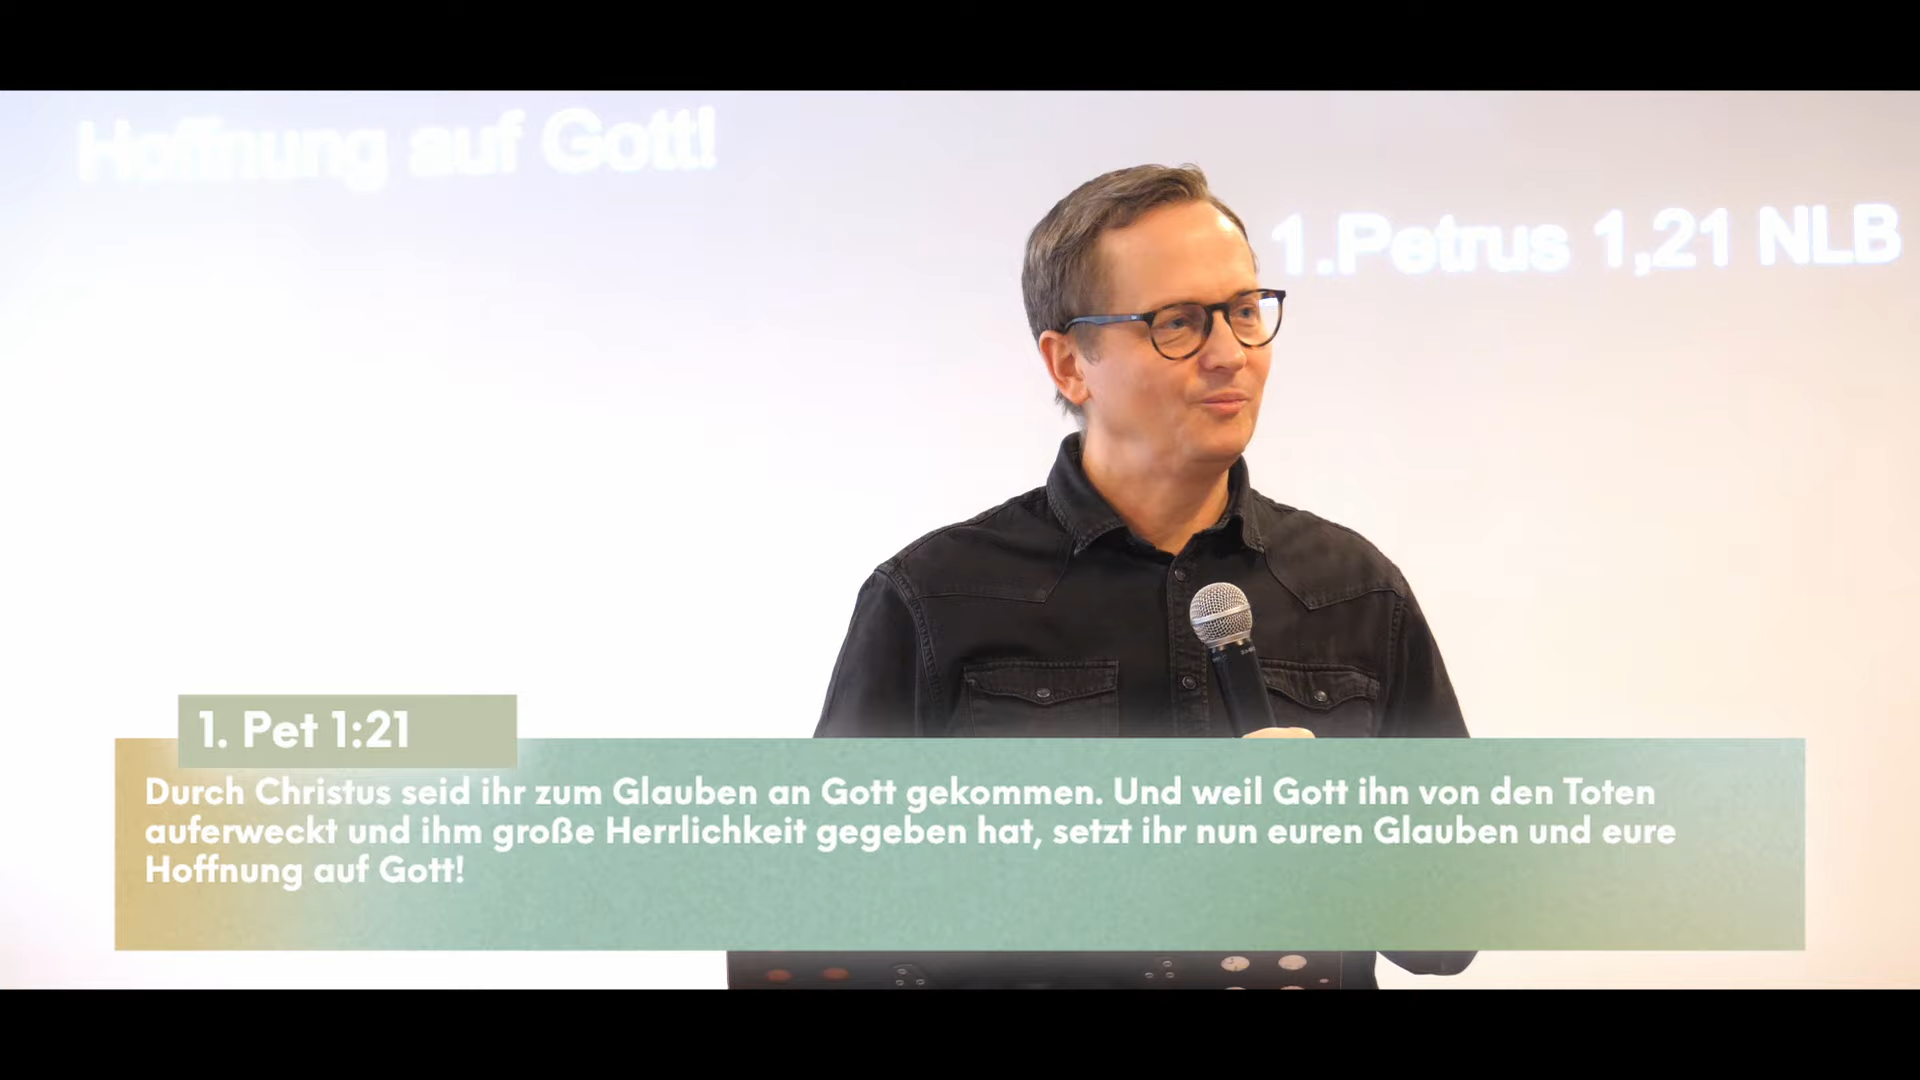 Hoffnung auf Gott!
1.Petrus 1,21 NLB
1. Pet 1:21
Durch Christus seid ihr zum Glauben an Gott gekommen. Und weil Gott ihn von den Toten
auferweckt und ihm große Herrlichkeit gegeben hat, setzt ihr nun euren Glauben und eure
Hoffnung auf Gott!